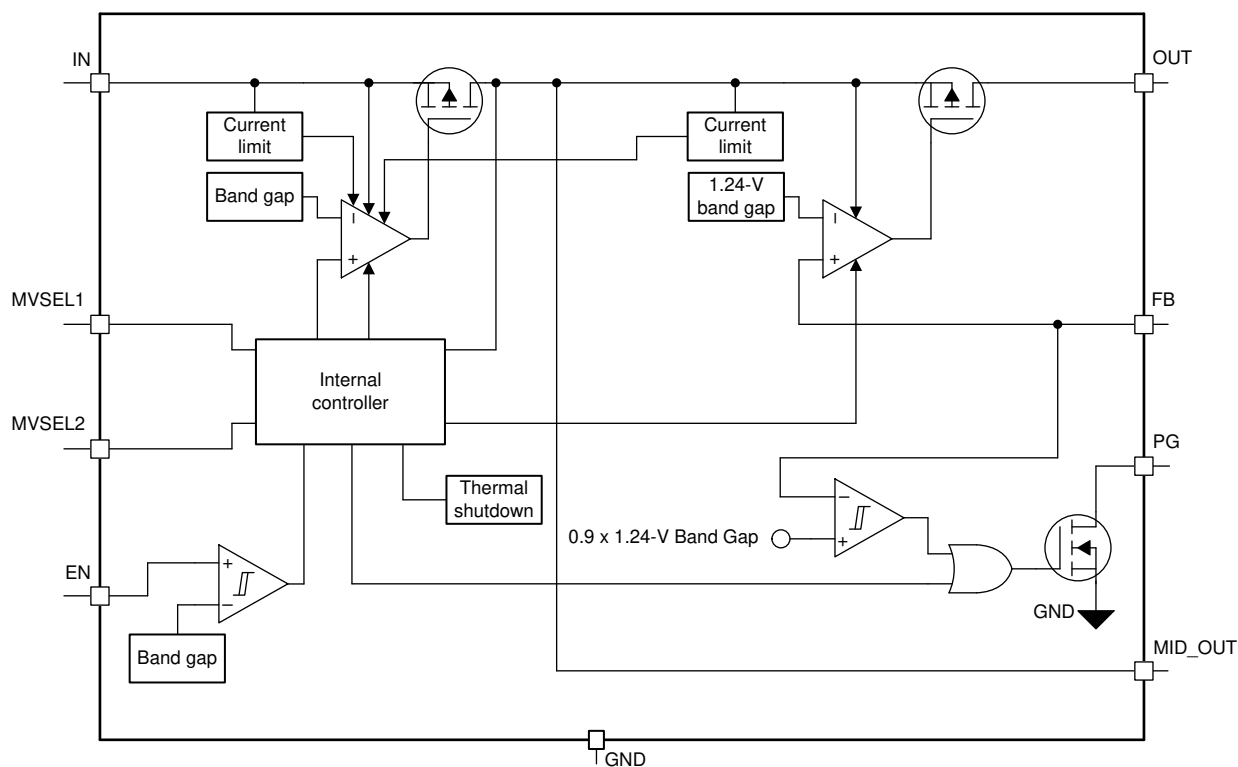 IN
OUT
Current
limit
Current
limit
Band gap
1.24-V
band gap
MVSEL1
FB
Internal
controller
MVSEL2
PG
Thermal
shutdown
0.9 x 1.24-V Band Gap
EN
GND
Band gap
MID_OUT
GND